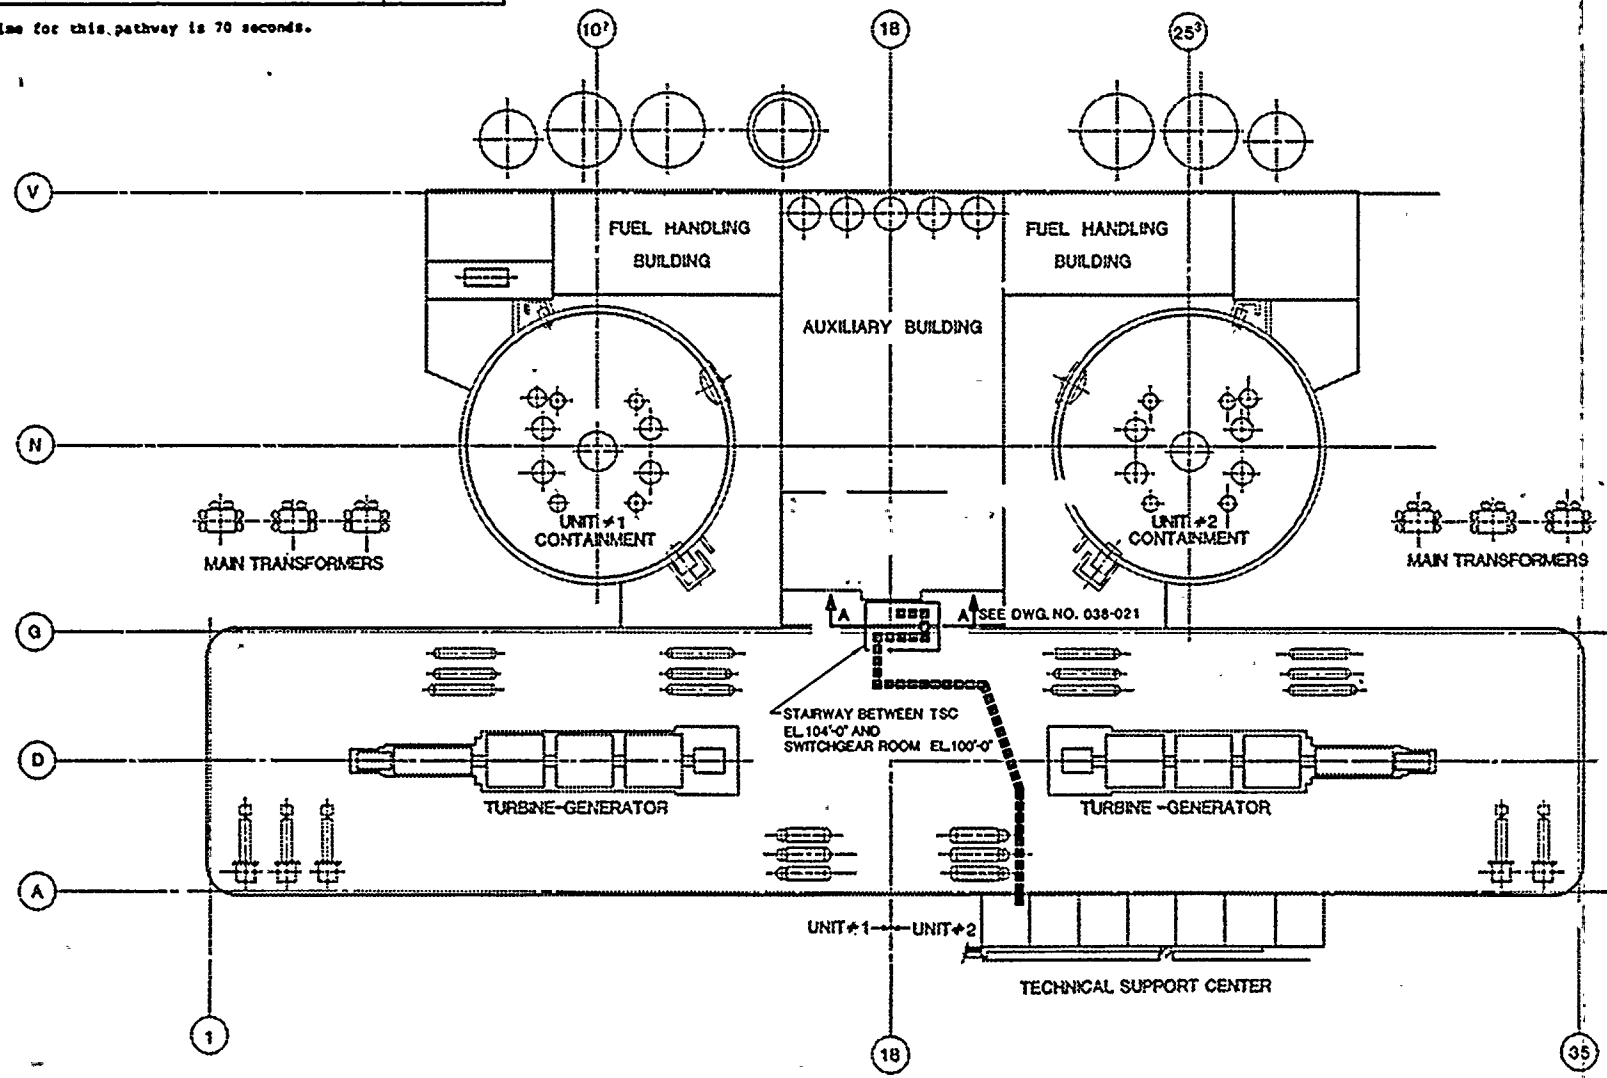 ime for this pathway is 70 seconds.
10⁷
18
25³
V
FUEL HANDLING
BUILDING
FUEL HANDLING
BUILDING
AUXILIARY BUILDING
N
UNIT #1
CONTAINMENT
UNIT #2
CONTAINMENT
MAIN TRANSFORMERS
MAIN TRANSFORMERS
A
A
SEE DWG. NO. 038-021
G
STAIRWAY BETWEEN TSC
EL. 104'-0" AND
SWITCHGEAR ROOM EL. 100'-0"
D
TURBINE-GENERATOR
TURBINE-GENERATOR
A
UNIT #1
UNIT #2
TECHNICAL SUPPORT CENTER
1
18
35